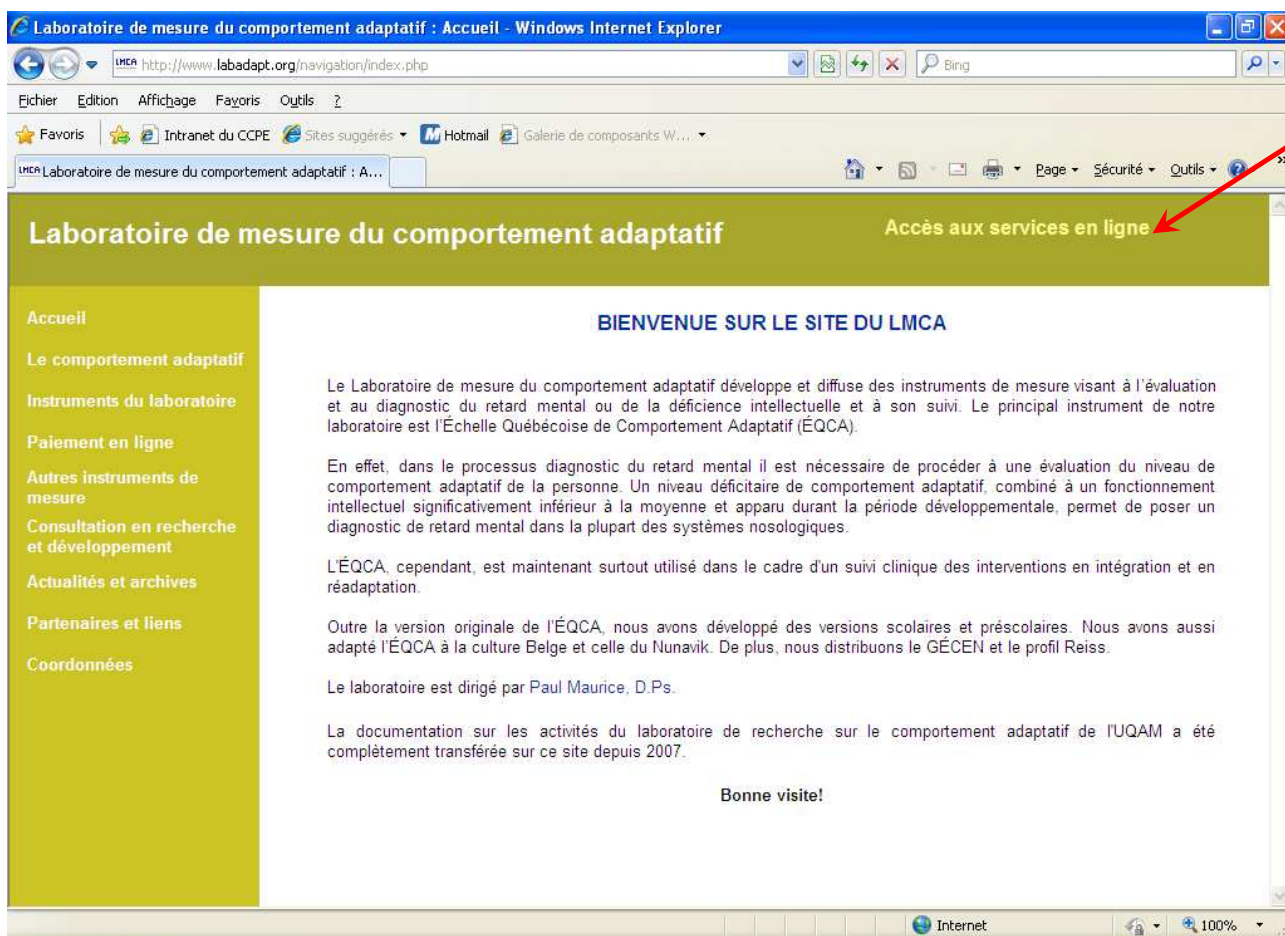 Laboratoire de mesure du comportement adaptatif : Accueil - Windows Internet Explorer
LMCA http://www.labadapt.org/navigation/index.php
Bing
Fichier Edition Affichage Favoris Outils ?
Favoris Intranet du CCPE Sites suggérés Hotmail Galerie de composants W...
LMCA Laboratoire de mesure du comportement adaptatif : A...
Page Sécurité Outils »
Laboratoire de mesure du comportement adaptatif
Accès aux services en ligne
Accueil
Le comportement adaptatif
Instruments du laboratoire
Paiement en ligne
Autres instruments de
mesure
Consultation en recherche
et développement
Actualités et archives
Partenaires et liens
Coordonnées
BIENVENUE SUR LE SITE DU LMCA
Le Laboratoire de mesure du comportement adaptatif développe et diffuse des instruments de mesure visant à l'évaluation
et au diagnostic du retard mental ou de la déficience intellectuelle et à son suivi. Le principal instrument de notre
laboratoire est l'Échelle Québécoise de Comportement Adaptatif (ÉQCA).
En effet, dans le processus diagnostic du retard mental il est nécessaire de procéder à une évaluation du niveau de
comportement adaptatif de la personne. Un niveau déficitaire de comportement adaptatif, combiné à un fonctionnement
intellectuel significativement inférieur à la moyenne et apparu durant la période développementale, permet de poser un
diagnostic de retard mental dans la plupart des systèmes nosologiques.
L'ÉQCA, cependant, est maintenant surtout utilisé dans le cadre d'un suivi clinique des interventions en intégration et en
réadaptation.
Outre la version originale de l'ÉQCA, nous avons développé des versions scolaires et préscolaires. Nous avons aussi
adapté l'ÉQCA à la culture Belge et celle du Nunavik. De plus, nous distribuons le GÉCEN et le profil Reiss.
Le laboratoire est dirigé par Paul Maurice, D.Ps.
La documentation sur les activités du laboratoire de recherche sur le comportement adaptatif de l'UQAM a été
complètement transférée sur ce site depuis 2007.
Bonne visite!
Internet 100%